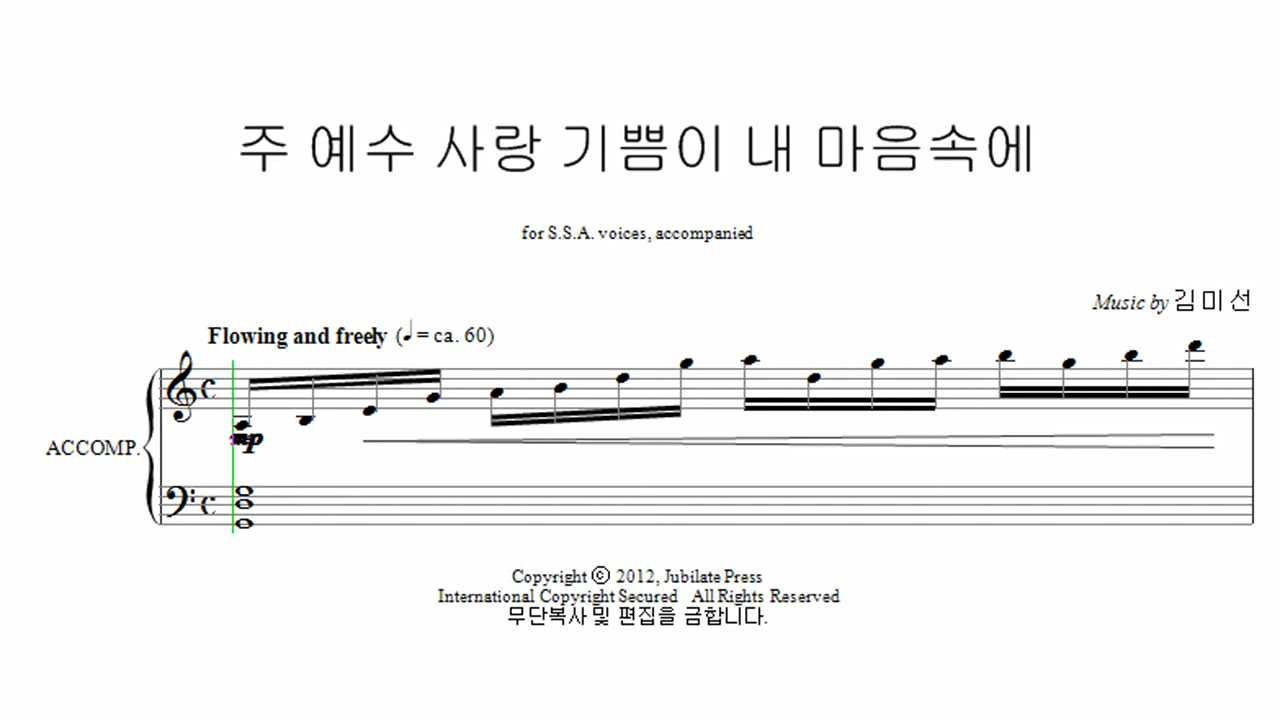 주 예수 사랑 기쁨이 내 마음속에
for S.S.A. voices, accompanied
Music by 김미선
Flowing and freely (♩= ca. 60)
mp
ACCOMP.
Copyright © 2012, Jubilate Press
International Copyright Secured All Rights Reserved
무단복사 및 편집을 금합니다.